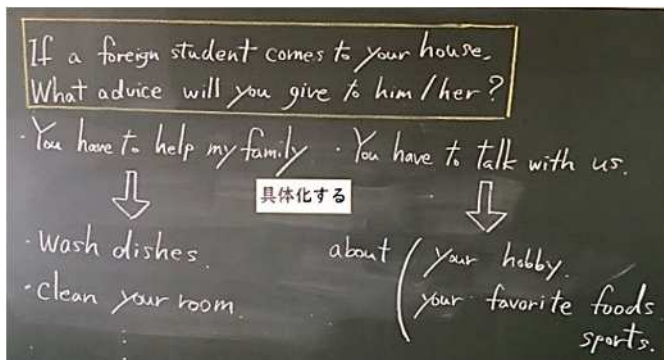 If a foreign student comes to your house.
What advice will you give to him/her?
・You have to help my family ・You have to talk with us.
具体化する
・Wash dishes.
・Clean your room.
about
your hobby.
your favorite foods
sports.